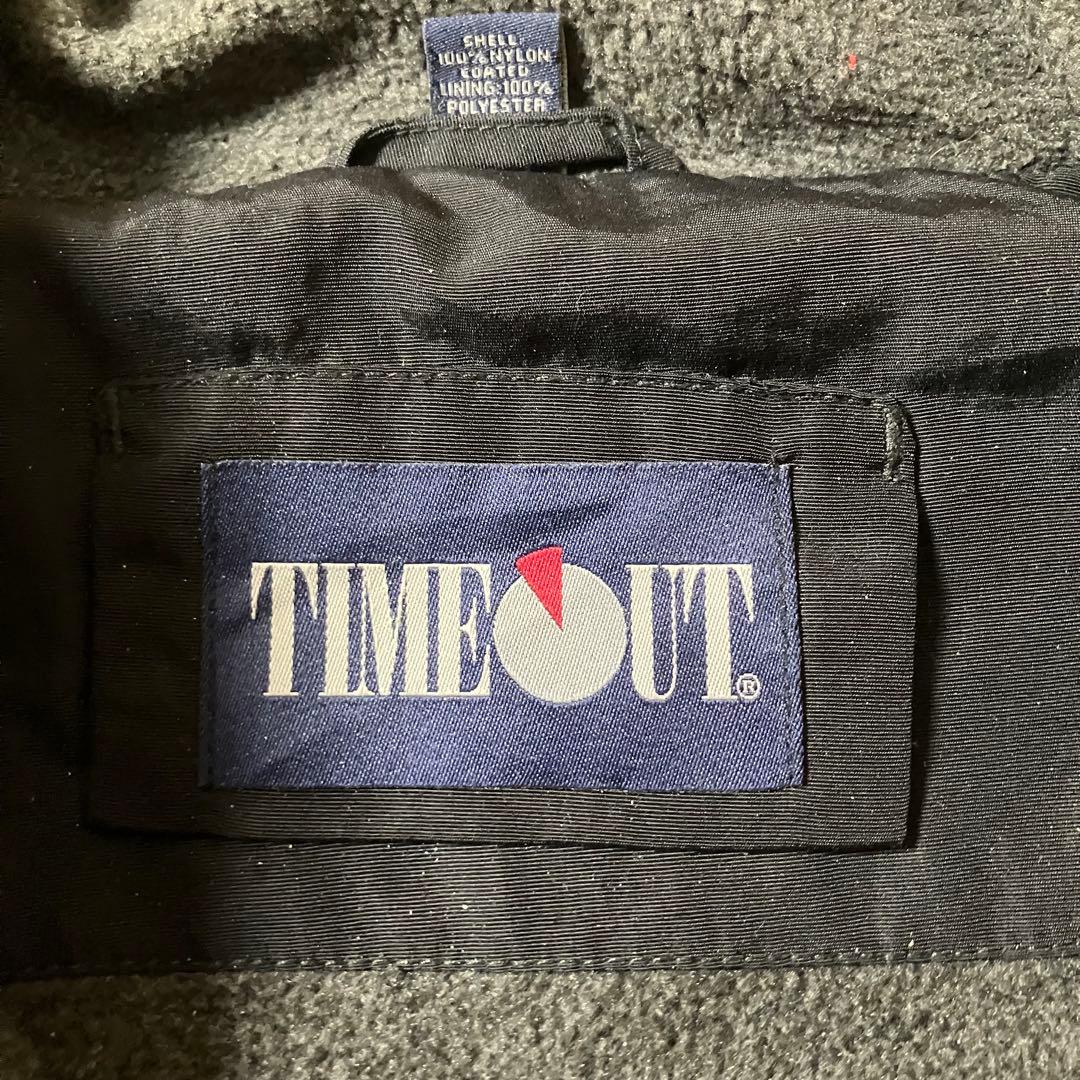 SHELL
100% NYLON
COATED
LINING:100%
POLYESTER
TIMEOUT®